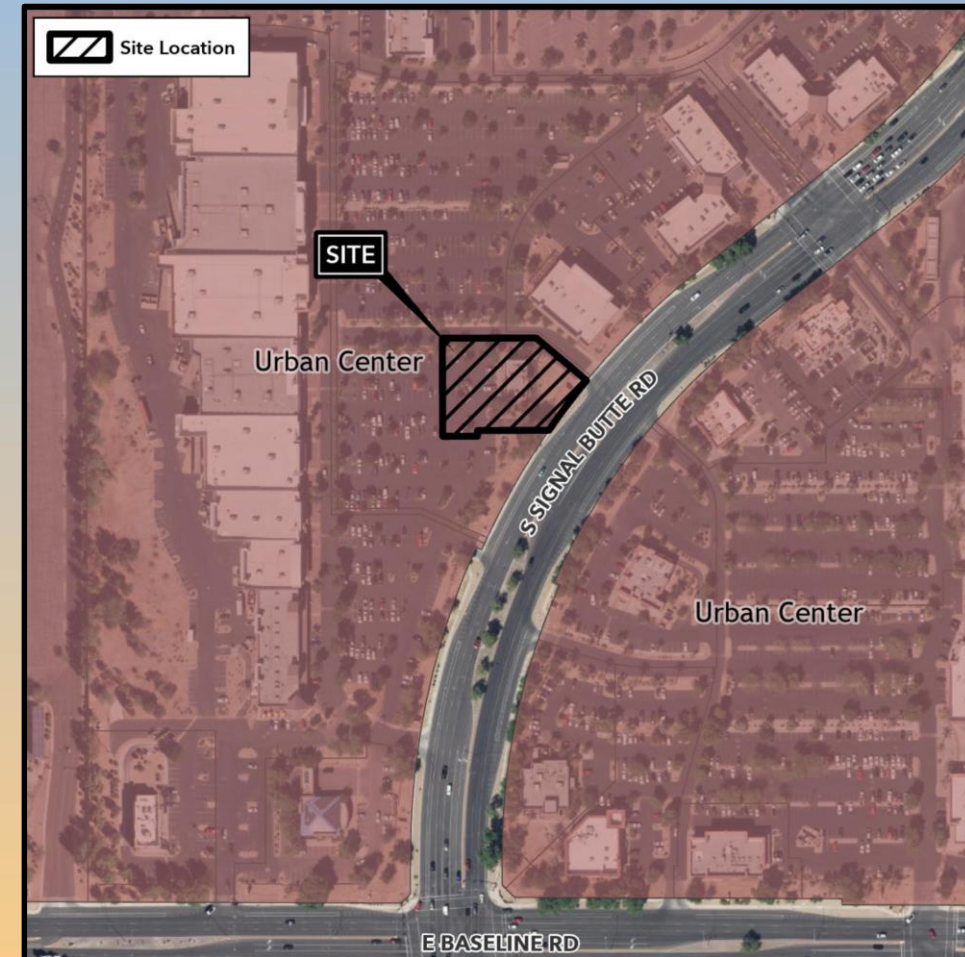 Site Location
SITE
Urban Center
S SIGNAL BUTTE RD
Urban Center
E BASELINE RD